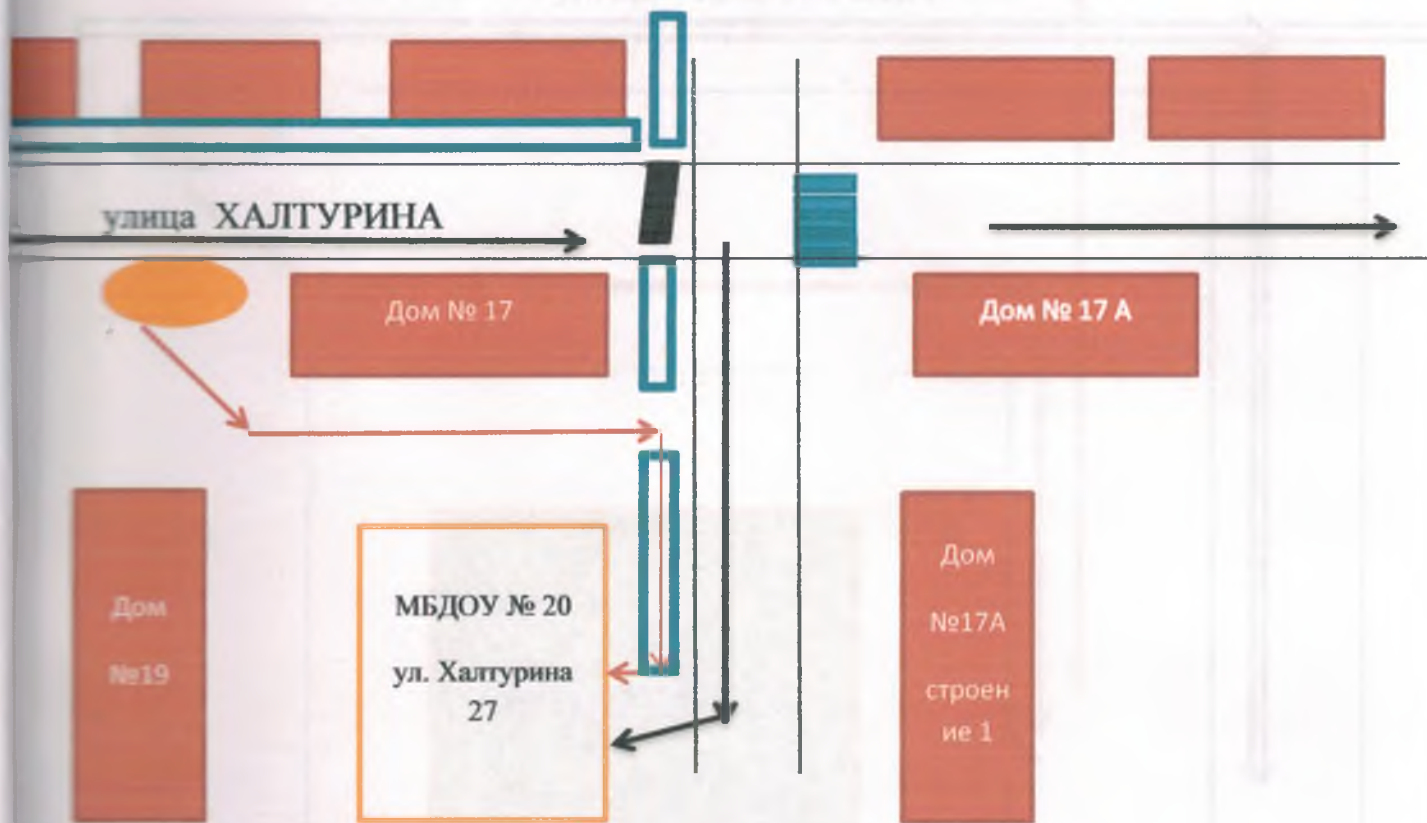 улица ХАЛТУРИНА
Дом № 17
Дом № 17 А
Дом
№19
МБДОУ № 20
ул. Халтурина
27
Дом
№17А
строен
ие 1